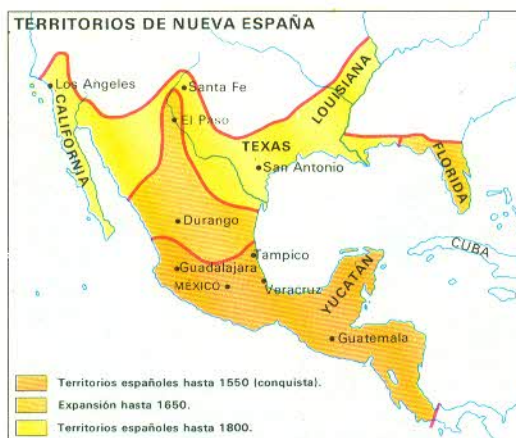 TERRITORIOS DE NUEVA ESPAÑA
Los Angeles
Santa Fe
CALIFORNIA
El Paso
TEXAS
LOUISIANA
San Antonio
FLORIDA
Durango
Tampico
CUBA
Guadalajara
MÉXICO
Veracruz
YUCATÁN
Guatemala
Territorios españoles hasta 1550 (conquista).
Expansión hasta 1650.
Territorios españoles hasta 1800.